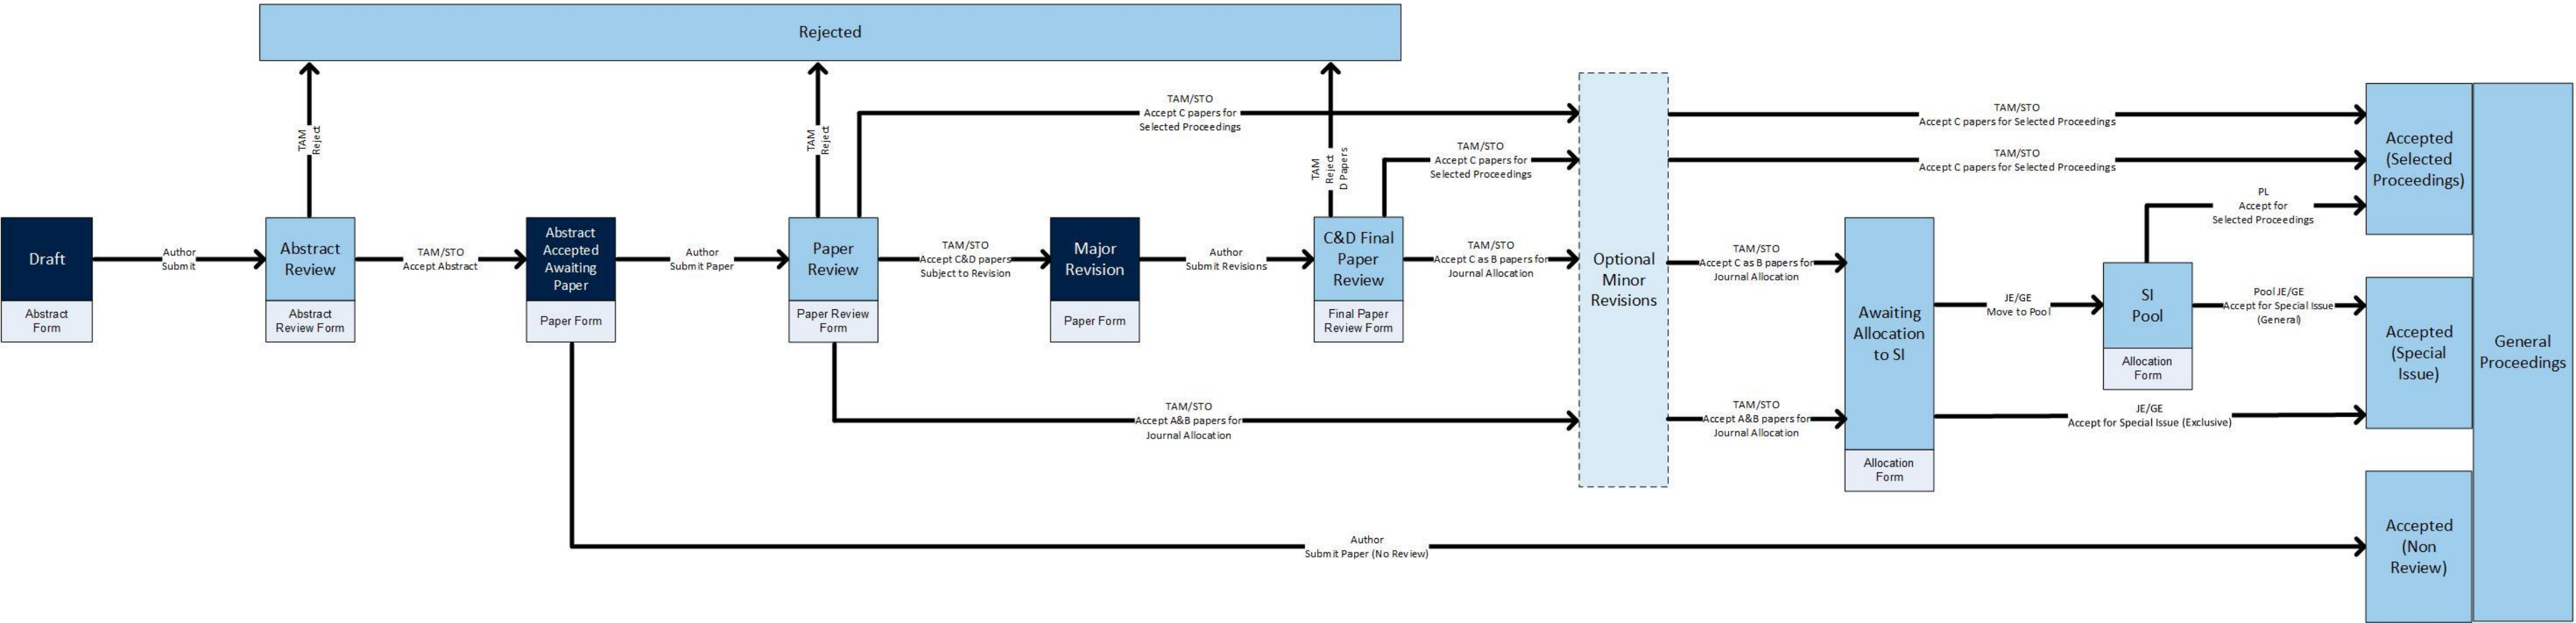 Rejected
TAM
Reject
TAM
Reject
TAM
Reject
D Papers
TAM/STO
Accept C papers for
Selected Proceedings
TAM/STO
Accept C papers for
Selected Proceedings
TAM/STO
Accept C papers for Selected Proceedings
TAM/STO
Accept C papers for Selected Proceedings
Draft
Abstract
Form
Author
Submit
Abstract
Review
Abstract
Review Form
TAM/STO
Accept Abstract
Abstract
Accepted
Awaiting
Paper
Paper Form
Author
Submit Paper
Paper
Review
Paper Review
Form
TAM/STO
Accept C&D papers
Subject to Revision
Major
Revision
Paper Form
Author
Submit Revisions
C&D Final
Paper
Review
Final Paper
Review Form
TAM/STO
Accept C as B papers for
Journal Allocation
Optional
Minor
Revisions
TAM/STO
Accept C as B papers for
Journal Allocation
TAM/STO
Accept A&B papers for
Journal Allocation
TAM/STO
Accept A&B papers for
Journal Allocation
Awaiting
Allocation
to SI
Allocation
Form
JE/GE
Move to Pool
SI
Pool
Allocation
Form
PL
Accept for
Selected Proceedings
Pool JE/GE
Accept for Special Issue
(General)
JE/GE
Accept for Special Issue (Exclusive)
Author
Submit Paper (No Review)
Accepted
(Selected
Proceedings)
Accepted
(Special
Issue)
Accepted
(Non
Review)
General
Proceedings